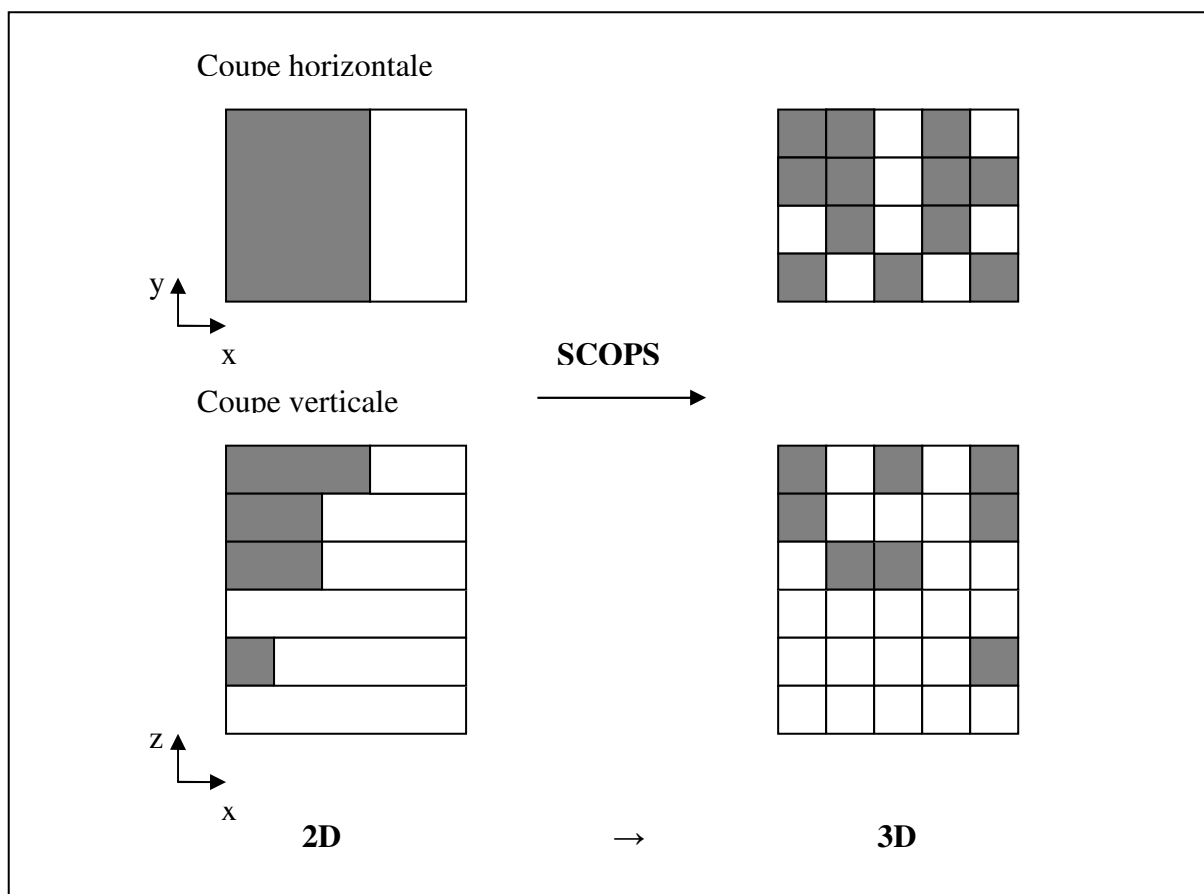 Coupe horizontale
y
x
SCOPS
Coupe verticale
z
x
2D → 3D